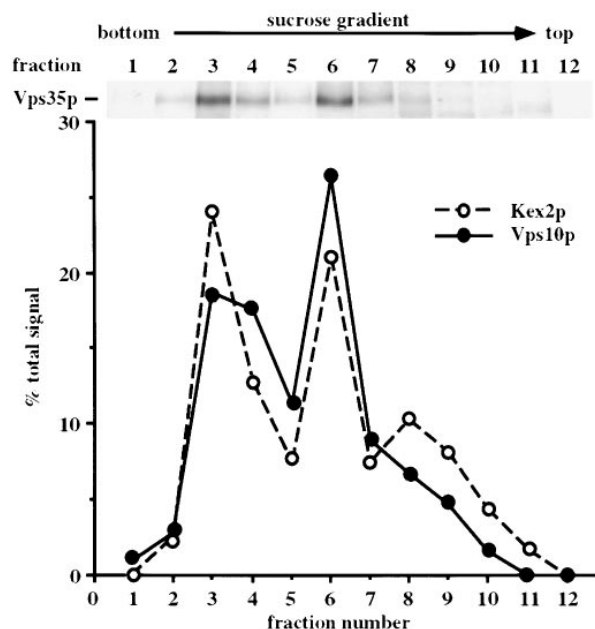 sucrose gradient
bottom top
fraction 1 2 3 4 5 6 7 8 9 10 11 12
Vps35p
30
Kex2p
Vps10p
20
% total signal
10
0
0 1 2 3 4 5 6 7 8 9 10 11 12
fraction number